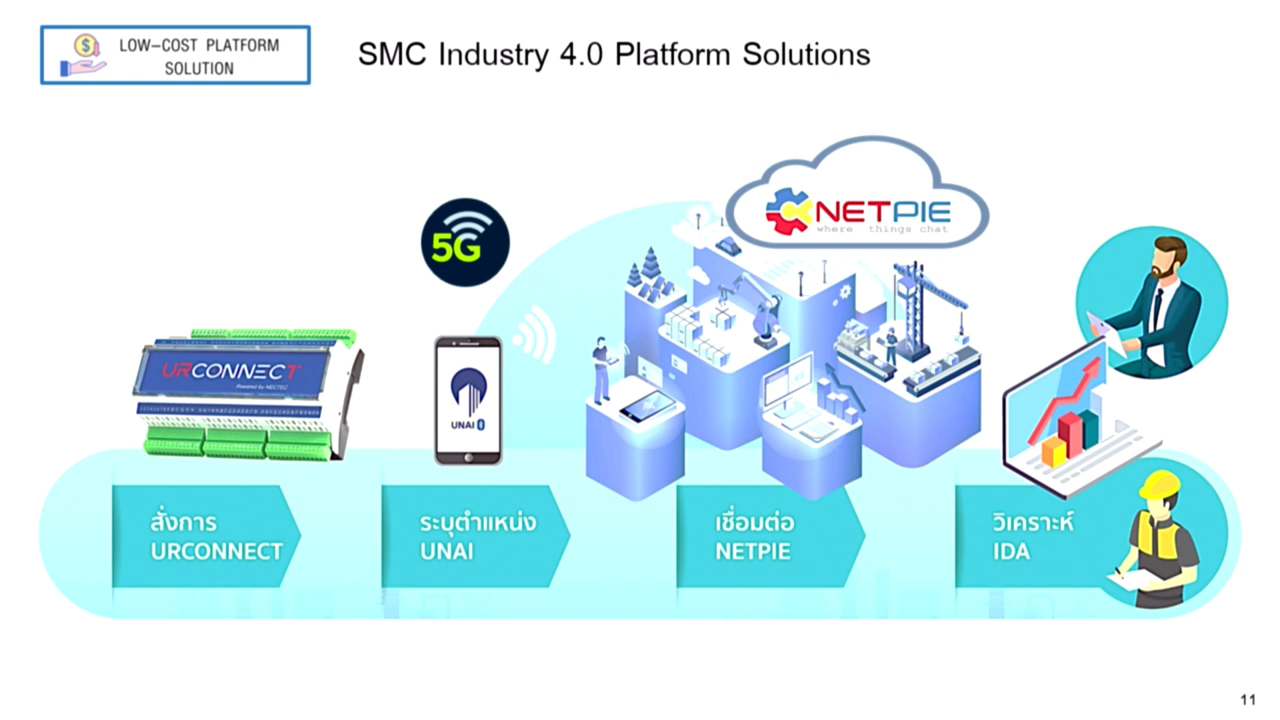 LOW-COST PLATFORM
SOLUTION
SMC Industry 4.0 Platform Solutions
NETPIE
where things chat
5G
URCONNECT
Powered by NECTEC
UNAI
สั่งการ
URCONNECT
ระบุตำแหน่ง
UNAI
เชื่อมต่อ
NETPIE
วิเคราะห์
IDA
11